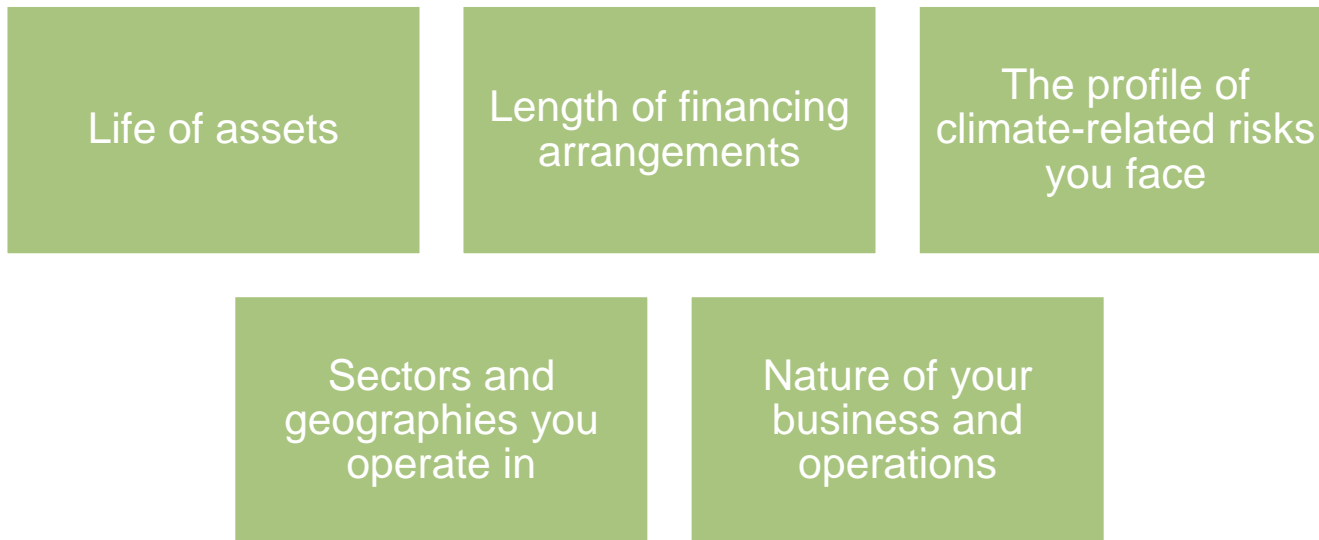 Life of assets
Length of financing
arrangements
The profile of
climate-related risks
you face
Sectors and
geographies you
operate in
Nature of your
business and
operations